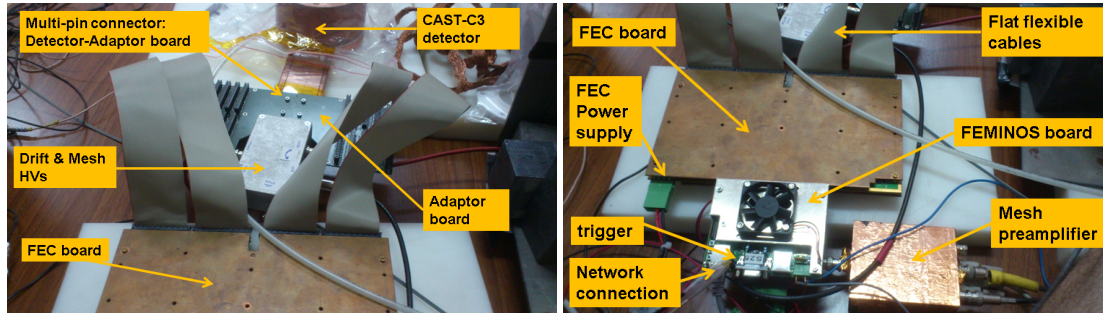 Multi-pin connector:
Detector-Adaptor board
CAST-C3
detector
Drift & Mesh
HVs
Adaptor
board
FEC board
FEC board
Flat flexible
cables
FEC
Power
supply
FEMINOS board
trigger
Mesh
preamplifier
Network
connection